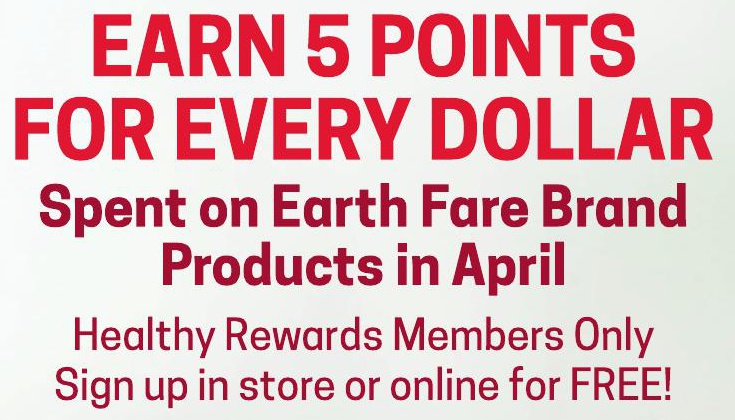 EARN 5 POINTS
FOR EVERY DOLLAR
Spent on Earth Fare Brand
Products in April
Healthy Rewards Members Only
Sign up in store or online for FREE!